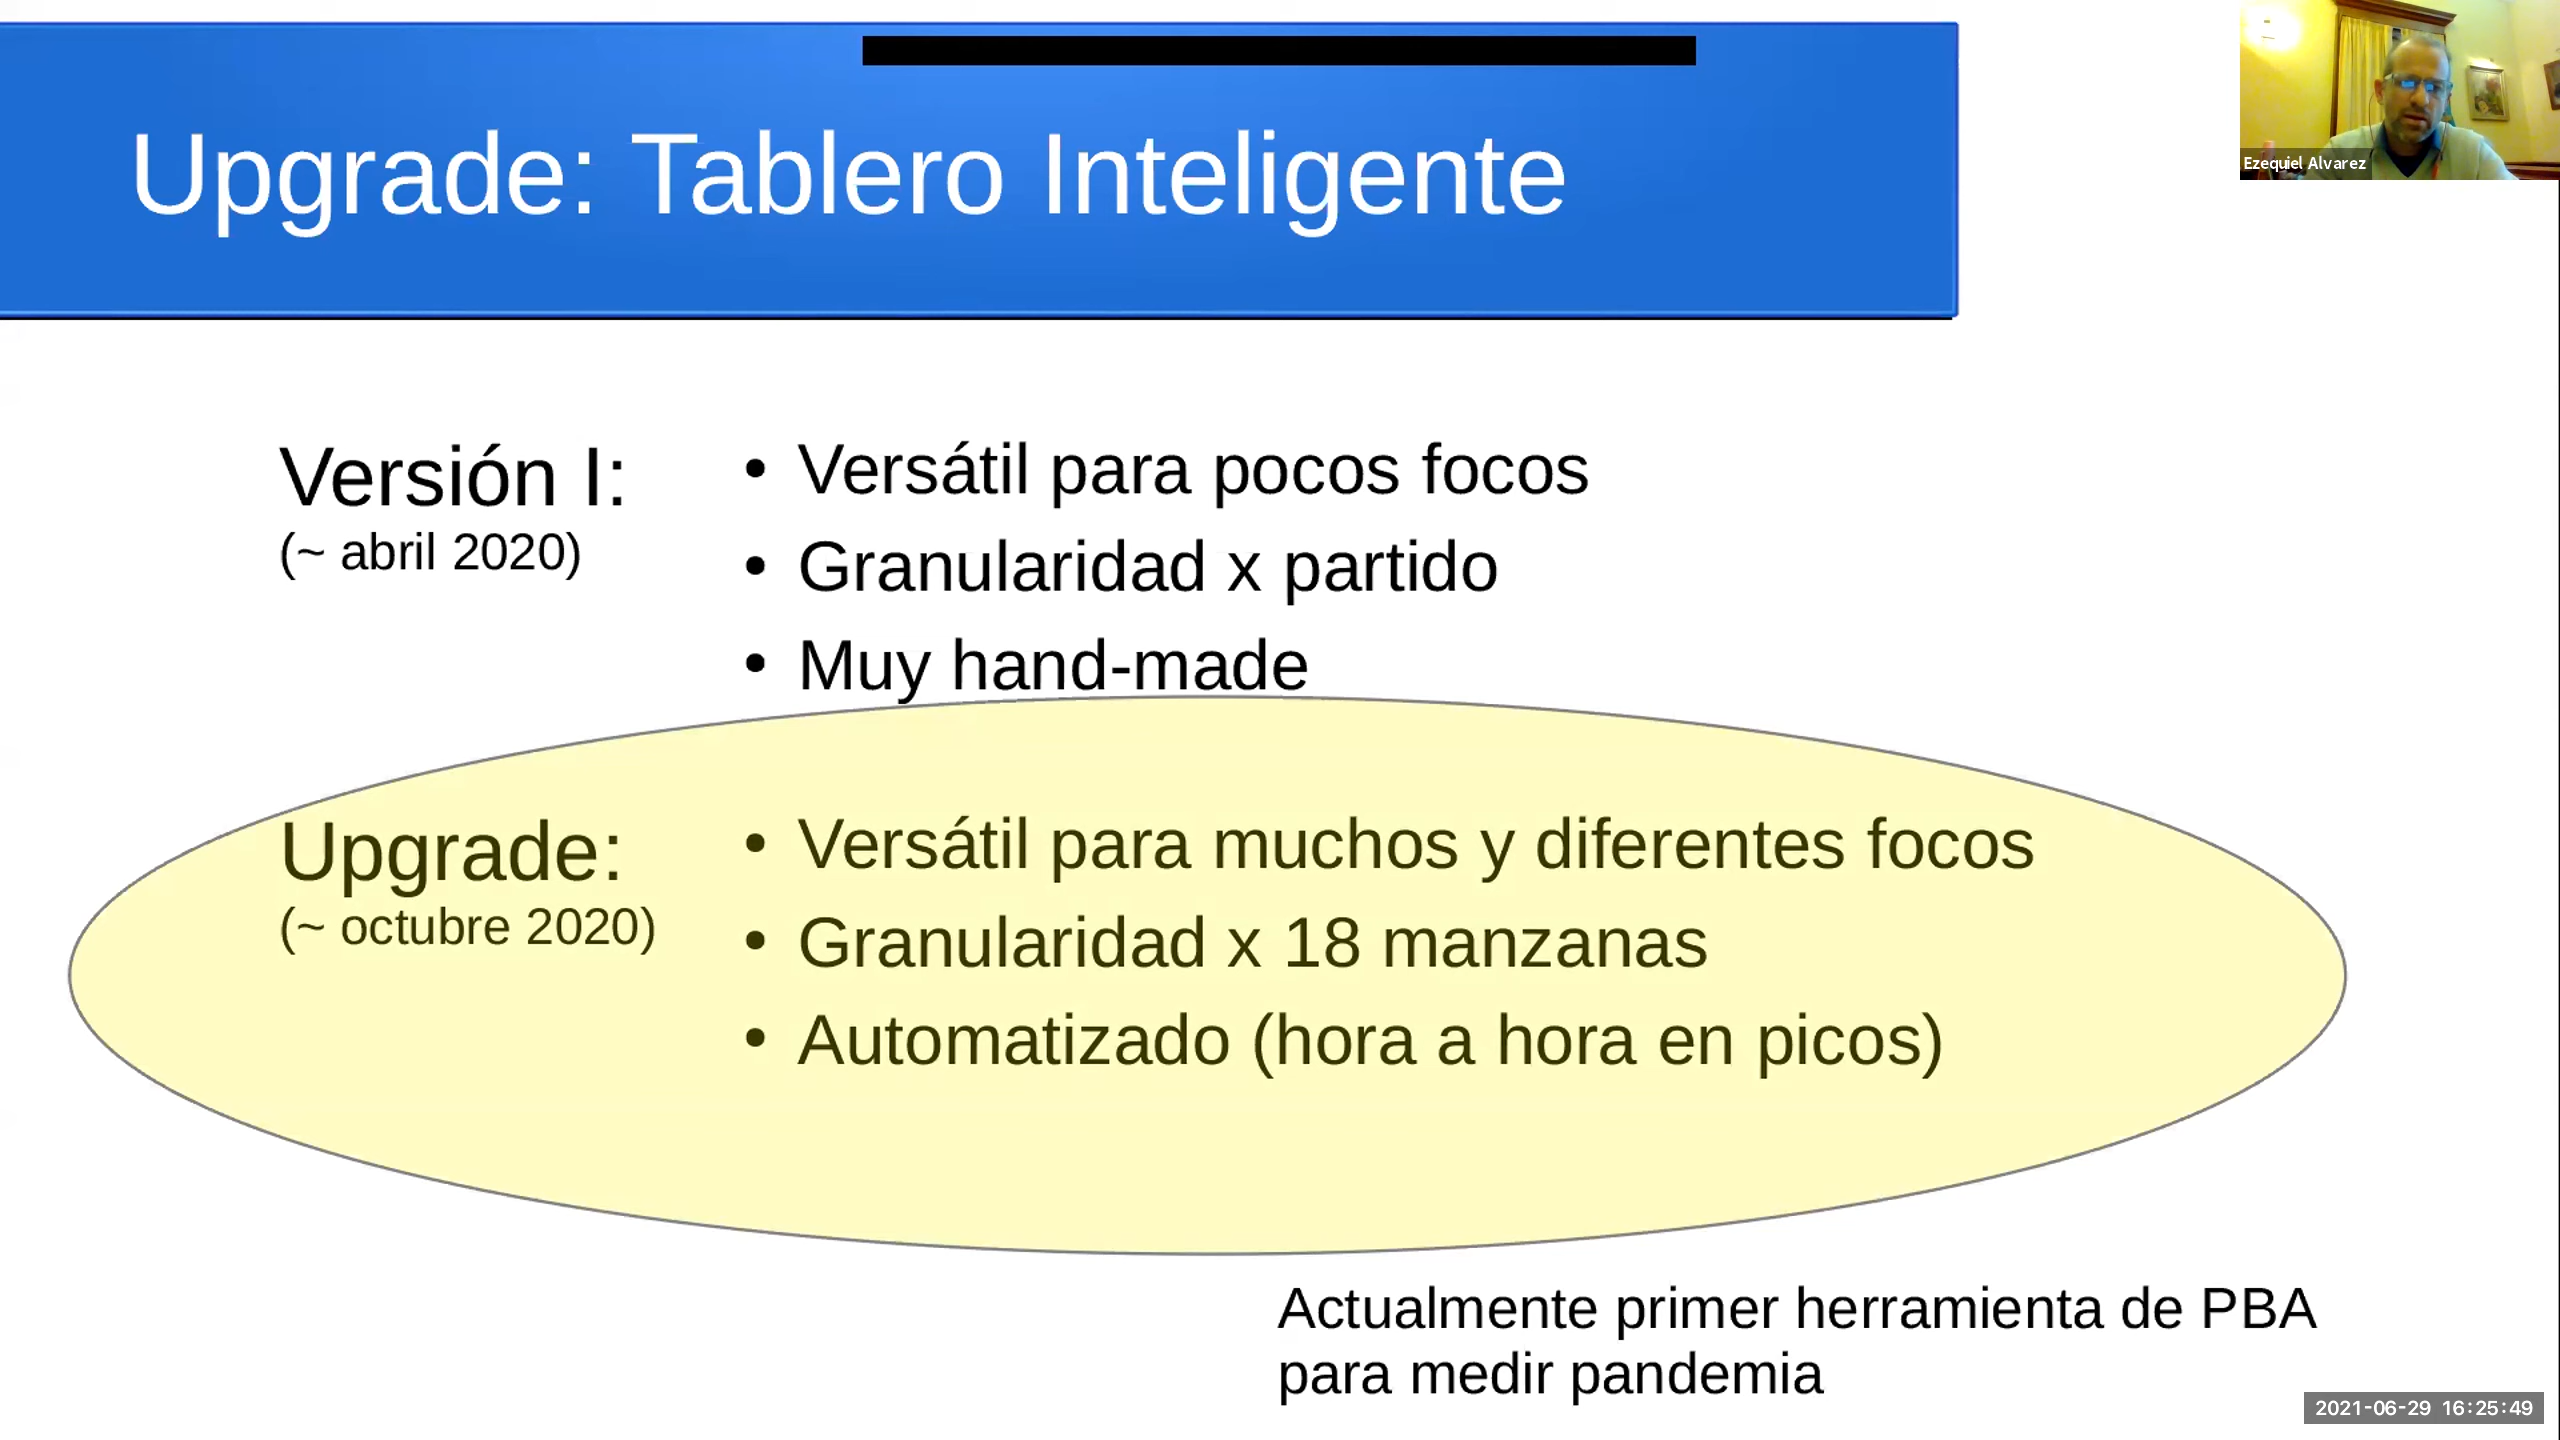 Upgrade: Tablero Inteligente
Ezequiel Alvarez
Versión I:
(~ abril 2020)
• Versátil para pocos focos
• Granularidad x partido
• Muy hand-made
Upgrade:
(~ octubre 2020)
• Versátil para muchos y diferentes focos
• Granularidad x 18 manzanas
• Automatizado (hora a hora en picos)
Actualmente primer herramienta de PBA
para medir pandemia
2021-06-29 16:25:49